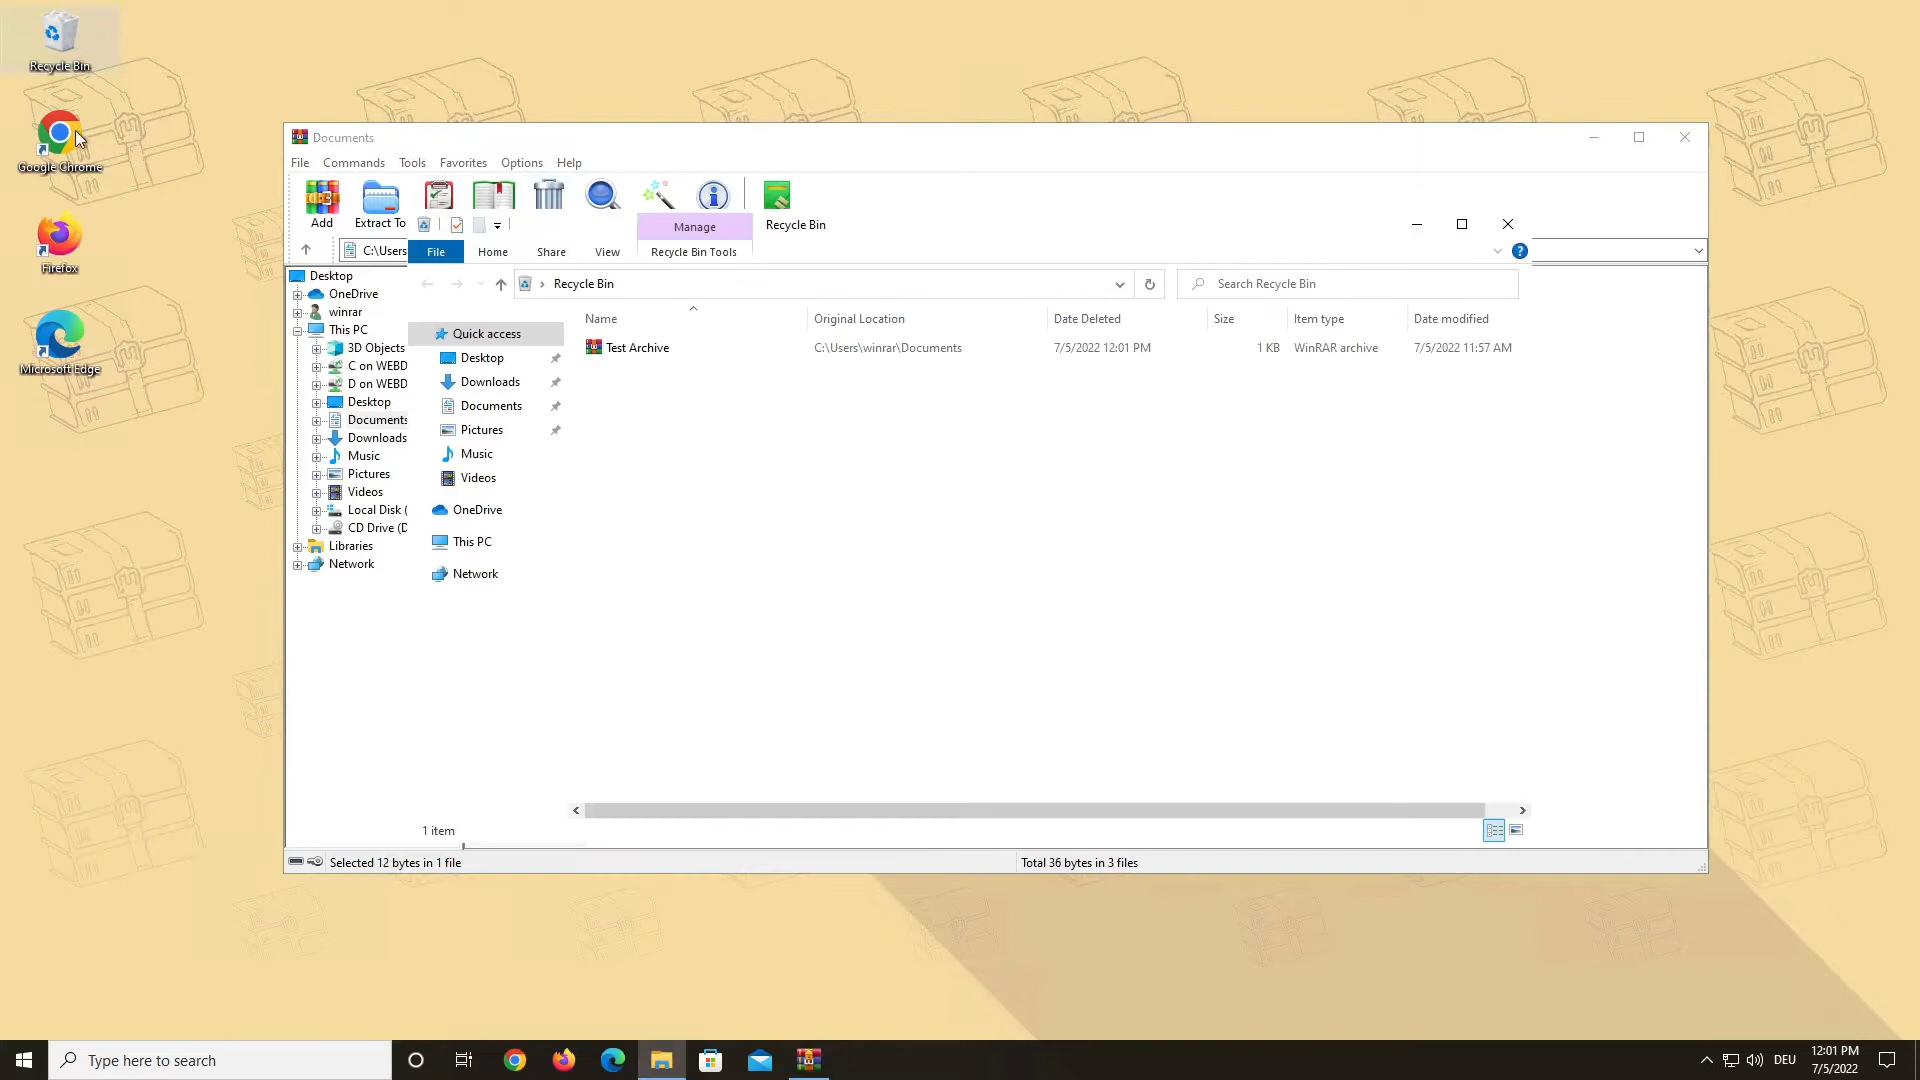 Recycle Bin
Google Chrome
Firefox
Microsoft Edge
Documents
File Commands Tools Favorites Options Help
Add Extract To
Manage Recycle Bin
C:\Users
File Home Share View Recycle Bin Tools
Recycle Bin
Search Recycle Bin
Desktop
OneDrive
winrar
This PC
3D Objects
C on WEBD
D on WEBD
Desktop
Documents
Downloads
Music
Pictures
Videos
Local Disk (
CD Drive (D
Libraries
Network
Quick access
Desktop
Downloads
Documents
Pictures
Music
Videos
OneDrive
This PC
Network
Name Original Location Date Deleted Size Item type Date modified
Test Archive C:\Users\winrar\Documents 7/5/2022 12:01 PM 1 KB WinRAR archive 7/5/2022 11:57 AM
1 item
Selected 12 bytes in 1 file Total 36 bytes in 3 files
Type here to search
DEU
12:01 PM
7/5/2022